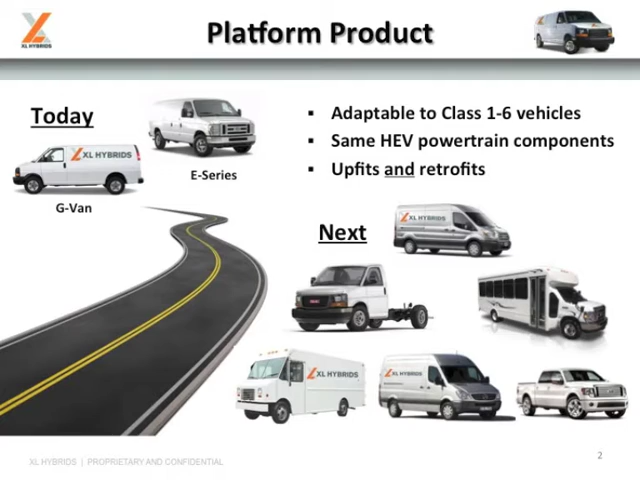 XL HYBRIDS
Platform Product
Today
XL HYBRIDS
E-Series
G-Van
▪ Adaptable to Class 1-6 vehicles
▪ Same HEV powertrain components
▪ Upfits and retrofits
Next
XL HYBRIDS
XL HYBRIDS
XL HYBRIDS
XL HYBRIDS | PROPRIETARY AND CONFIDENTIAL
2